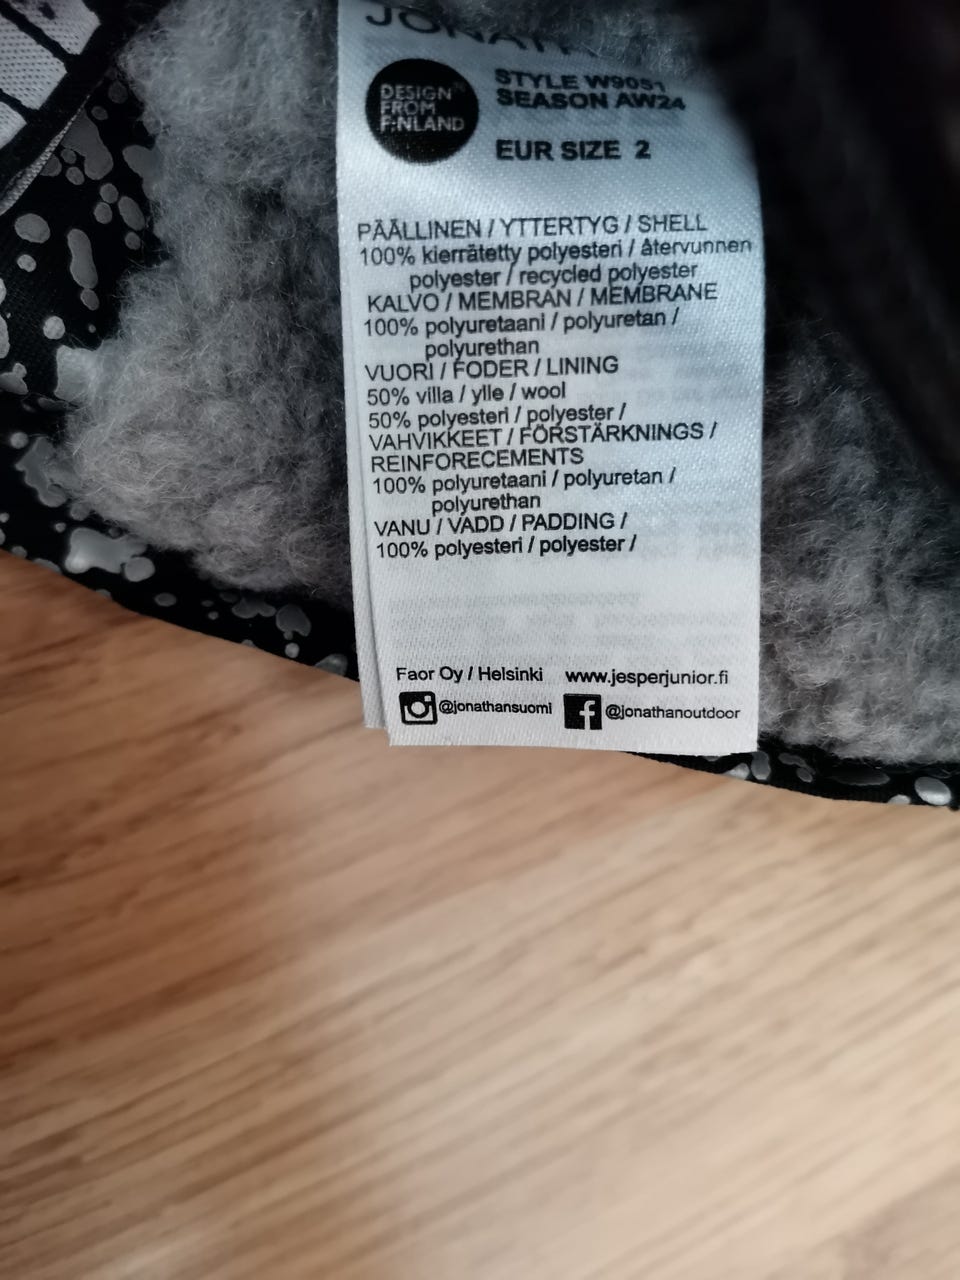 DESIGN
FROM
F:NLAND
STYLE W9051
SEASON AW24
EUR SIZE 2
PÄÄLLINEN / YTTERTYG / SHELL
100% kierrätetty polyesteri / återvunnen
polyester / recycled polyester
KALVO / MEMBRAN / MEMBRANE
100% polyuretaani / polyuretan /
polyurethan
VUORI / FODER / LINING
50% villa / ylle / wool
50% polyesteri / polyester /
VAHVIKKEET / FÖRSTÄRKNINGS /
REINFORECEMENTS
100% polyuretaani / polyuretan /
polyurethan
VANU / VADD / PADDING /
100% polyesteri / polyester /
Faor Oy / Helsinki www.jesperjunior.fi
@jonathansuomi @jonathanoutdoor